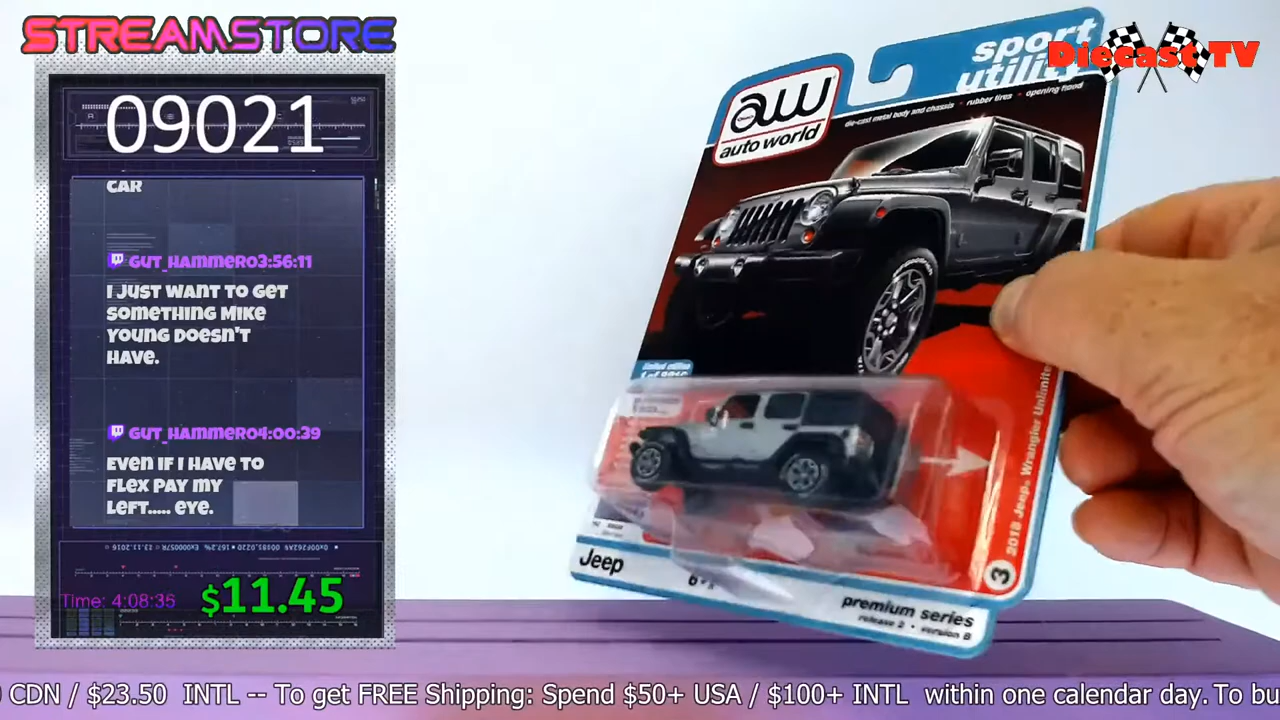 STREAMSTORE
09021
CAR
GUT_HAMMER03:56:11
I JUST WANT TO GET
SOMETHING MIKE
YOUNG DOESN'T
HAVE.
GUT_HAMMER04:00:39
EVEN IF I HAVE TO
FLEX PAY MY
LEFT..... EYE.
Time: 4:08:35
$11.45
Diecast TV
sport
utility
aw
auto world
die-cast metal body and chassis • rubber tires • opening hood
limited edition
2018 Jeep® Wrangler Unlimited
3
Jeep
premium series
release 2 • version B
CDN / $23.50 INTL -- To get FREE Shipping: Spend $50+ USA / $100+ INTL within one calendar day. To bu